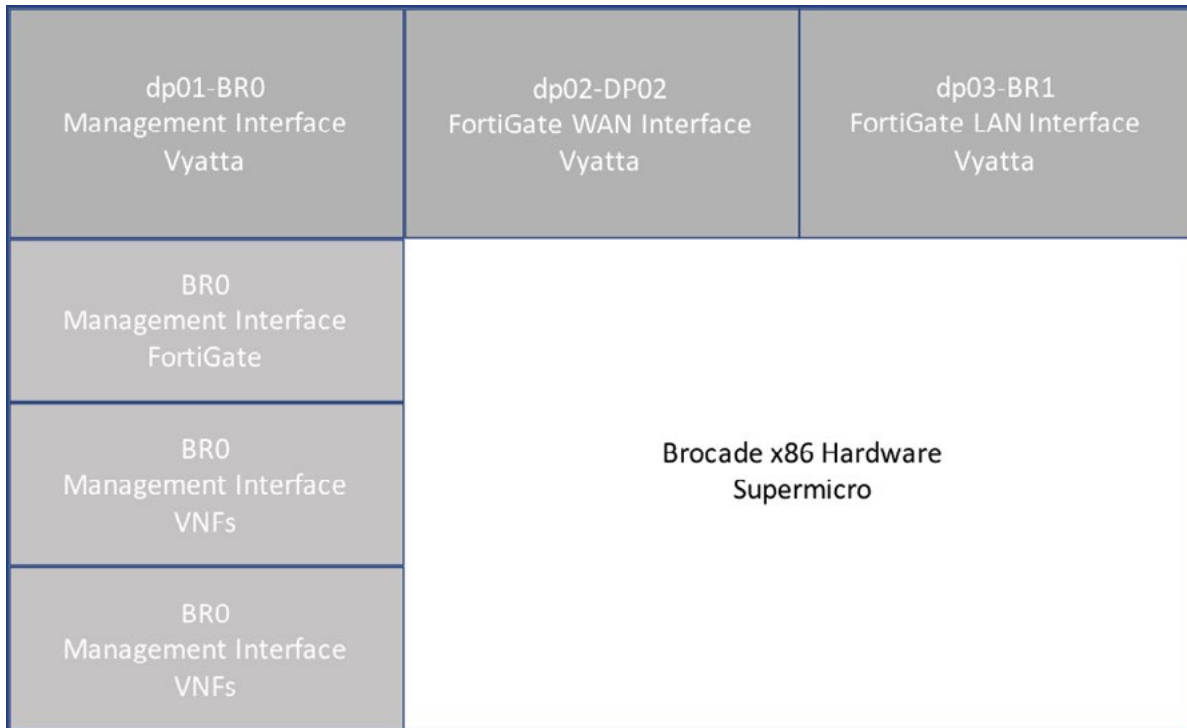 dp01-BR0
Management Interface
Vyatta
dp02-DP02
FortiGate WAN Interface
Vyatta
dp03-BR1
FortiGate LAN Interface
Vyatta
BR0
Management Interface
FortiGate
BR0
Management Interface
VNFs
BR0
Management Interface
VNFs
Brocade x86 Hardware
Supermicro